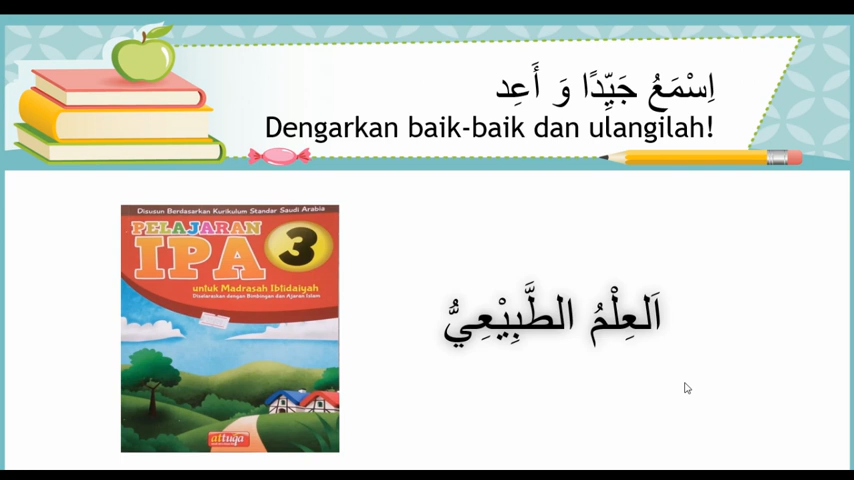 اِسْمَعُ جَيِّدًا وَ أَعِد
Dengarkan baik-baik dan ulangilah!
Disusun Berdasarkan Kurikulum Standar Saudi Arabia
PELAJARAN
IPA 3
untuk Madrasah Ibtidaiyah
Diselaraskan dengan Bimbingan dan Ajaran Islam
attuqa
اَلعِلْمُ الطَّبِيْعِيُّ